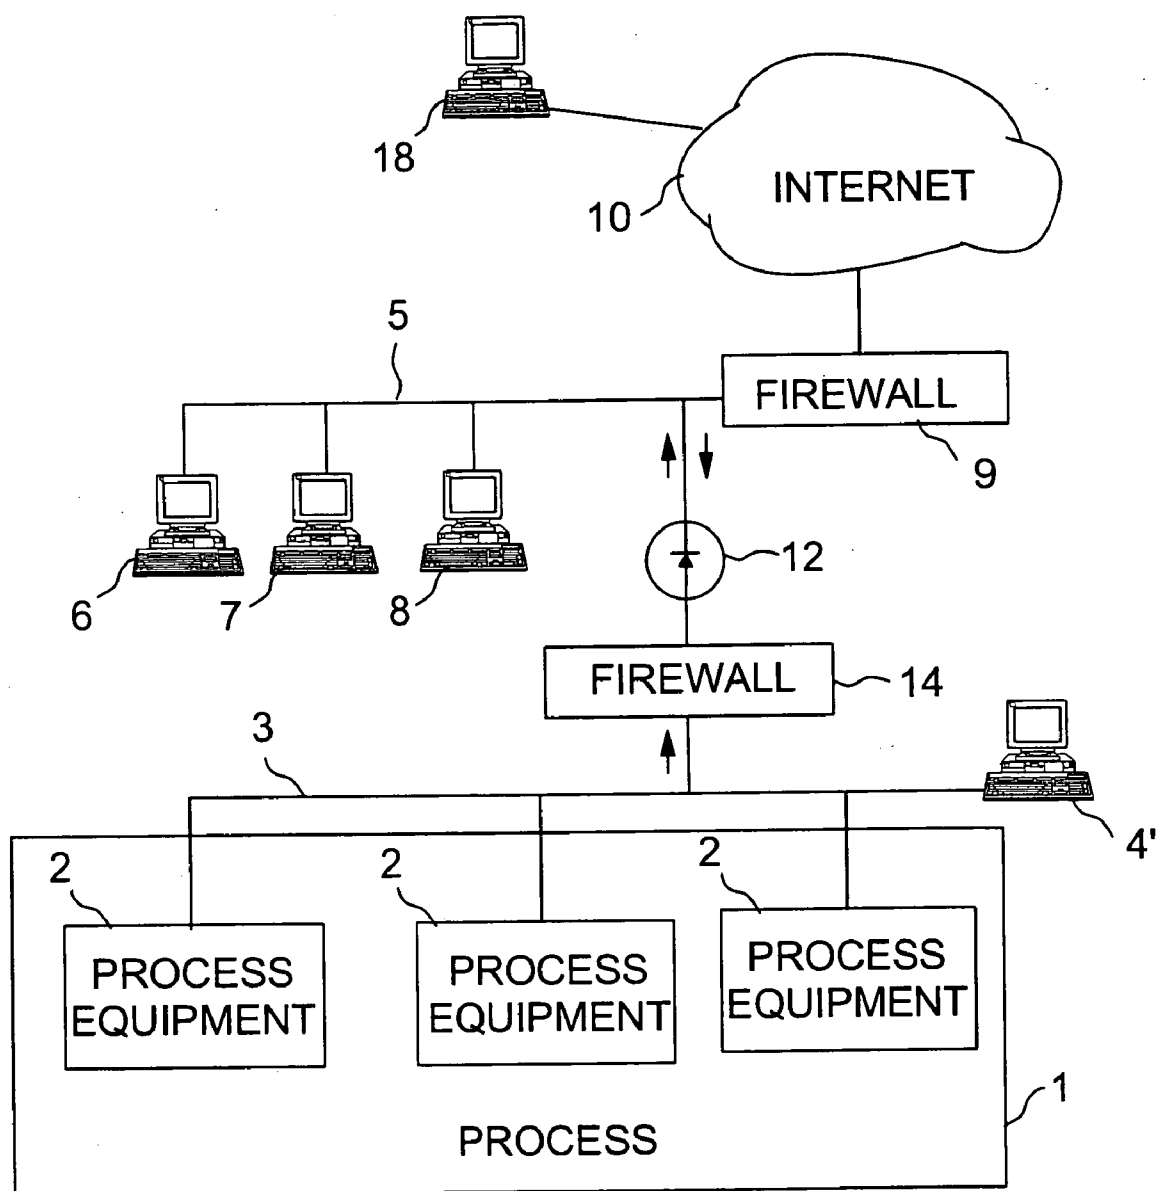 18
10
INTERNET
5
FIREWALL
9
12
6
7
8
FIREWALL
14
3
4'
2
2
2
PROCESS
EQUIPMENT
PROCESS
EQUIPMENT
PROCESS
EQUIPMENT
1
PROCESS